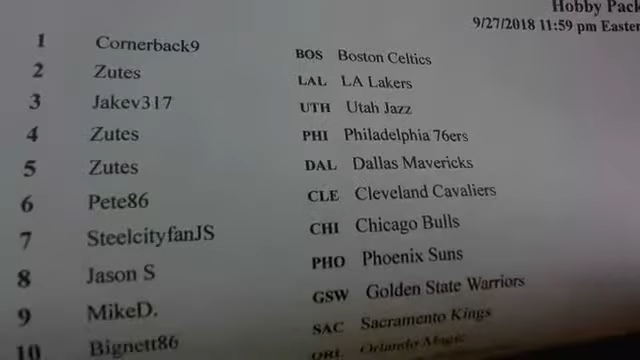 Hobby Pack
9/27/2018 11:59 pm Easter
1 Cornerback9 BOS Boston Celtics
2 Zutes LAL LA Lakers
3 Jakev317 UTH Utah Jazz
4 Zutes PHI Philadelphia 76ers
5 Zutes DAL Dallas Mavericks
6 Pete86 CLE Cleveland Cavaliers
7 SteelcityfanJS CHI Chicago Bulls
8 Jason S PHO Phoenix Suns
9 MikeD. GSW Golden State Warriors
10 Bignett86 SAC Sacramento Kings
ORL Orlando Magic